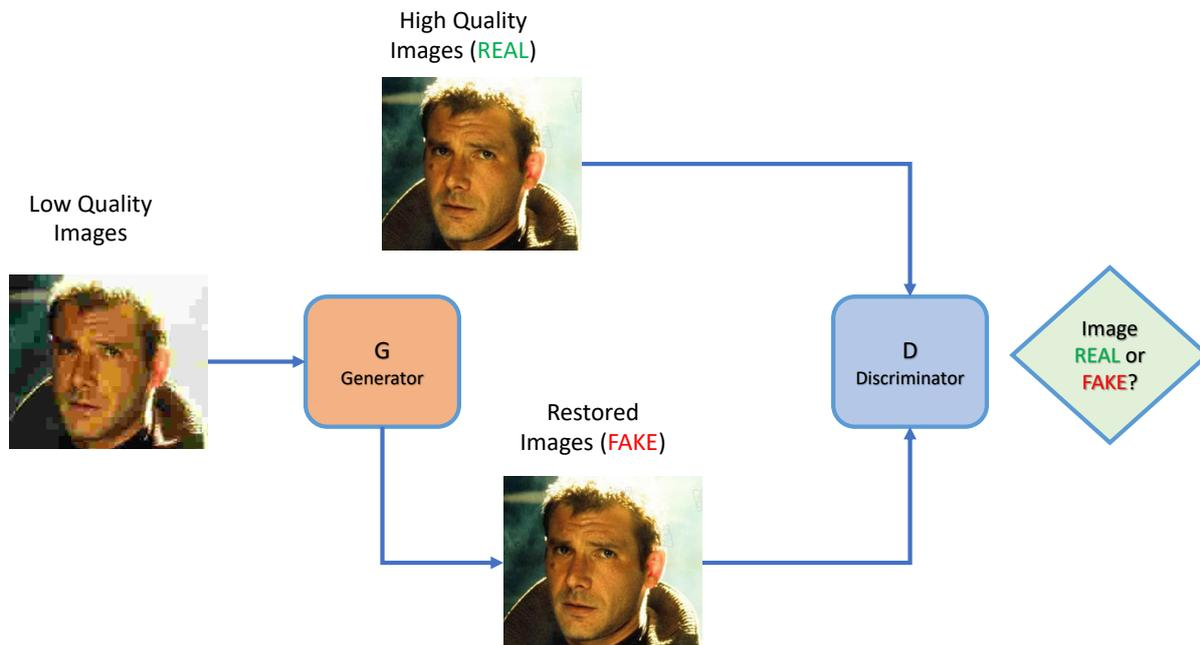 High Quality
Images (REAL)
Low Quality
Images
G
Generator
Restored
Images (FAKE)
D
Discriminator
Image
REAL or
FAKE?